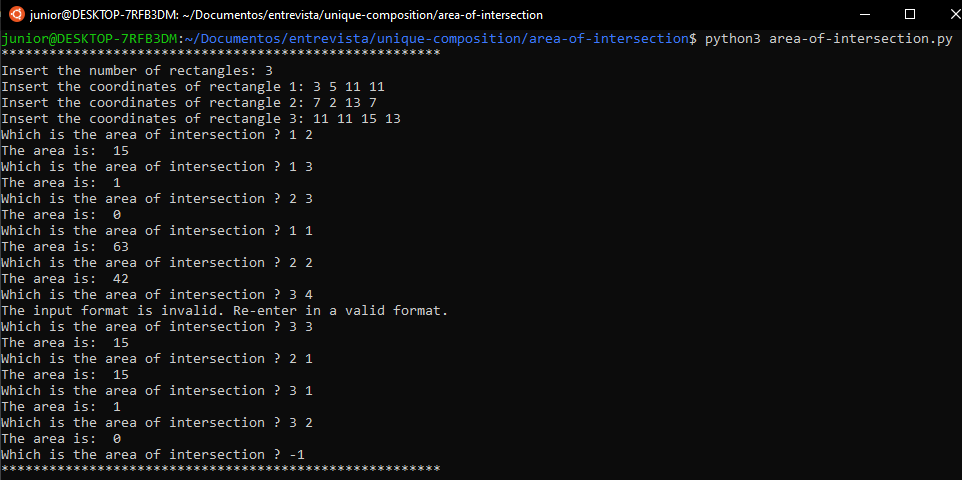 junior@DESKTOP-7RFB3DM: ~/Documentos/entrevista/unique-composition/area-of-intersection
junior@DESKTOP-7RFB3DM:~/Documentos/entrevista/unique-composition/area-of-intersection$ python3 area-of-intersection.py
*******************************************************
Insert the number of rectangles: 3
Insert the coordinates of rectangle 1: 3 5 11 11
Insert the coordinates of rectangle 2: 7 2 13 7
Insert the coordinates of rectangle 3: 11 11 15 13
Which is the area of intersection ? 1 2
The area is:  15
Which is the area of intersection ? 1 3
The area is:  1
Which is the area of intersection ? 2 3
The area is:  0
Which is the area of intersection ? 1 1
The area is:  63
Which is the area of intersection ? 2 2
The area is:  42
Which is the area of intersection ? 3 4
The input format is invalid. Re-enter in a valid format.
Which is the area of intersection ? 3 3
The area is:  15
Which is the area of intersection ? 2 1
The area is:  15
Which is the area of intersection ? 3 1
The area is:  1
Which is the area of intersection ? 3 2
The area is:  0
Which is the area of intersection ? -1
*******************************************************